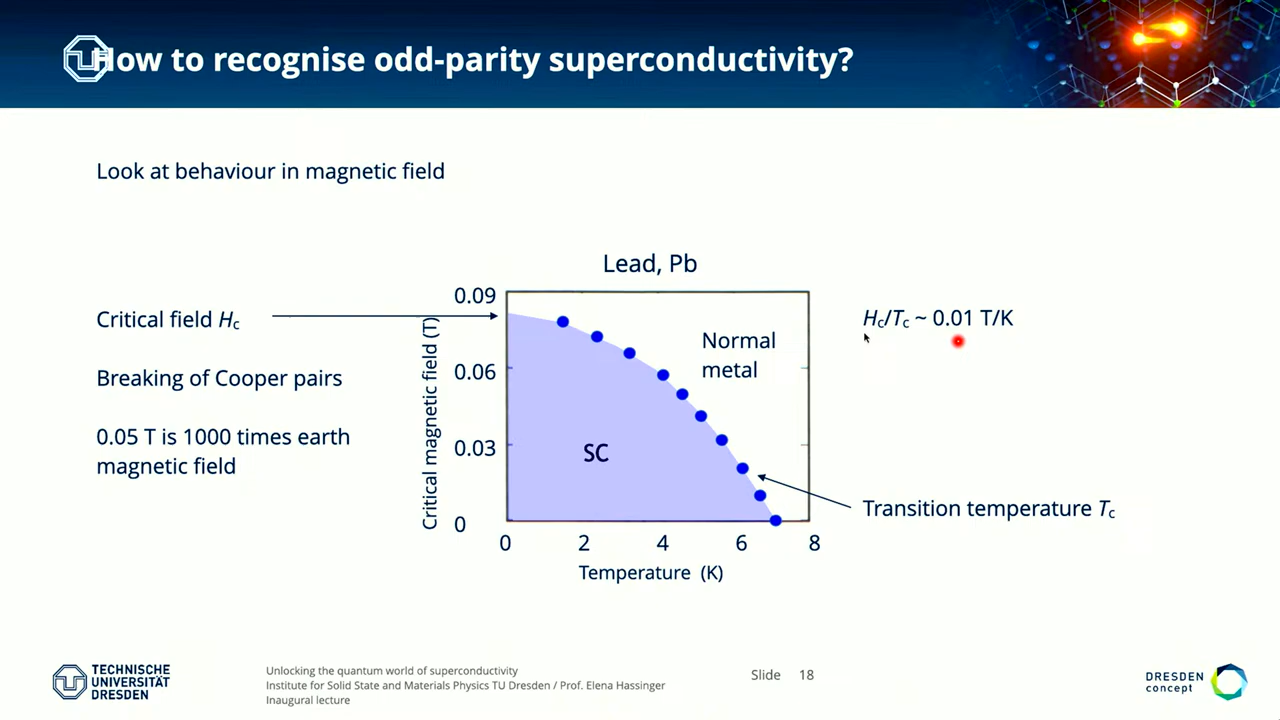 How to recognise odd-parity superconductivity?
Look at behaviour in magnetic field
Lead, Pb
Critical field Hc
Breaking of Cooper pairs
0.05 T is 1000 times earth
magnetic field
Critical magnetic field (T)
0.09
0.06
0.03
0
Normal
metal
SC
0 2 4 6 8
Temperature (K)
Hc/Tc ~ 0.01 T/K
Transition temperature Tc
TECHNISCHE
UNIVERSITÄT
DRESDEN
Unlocking the quantum world of superconductivity
Institute for Solid State and Materials Physics TU Dresden / Prof. Elena Hassinger
Inaugural lecture
Slide 18
DRESDEN
concept